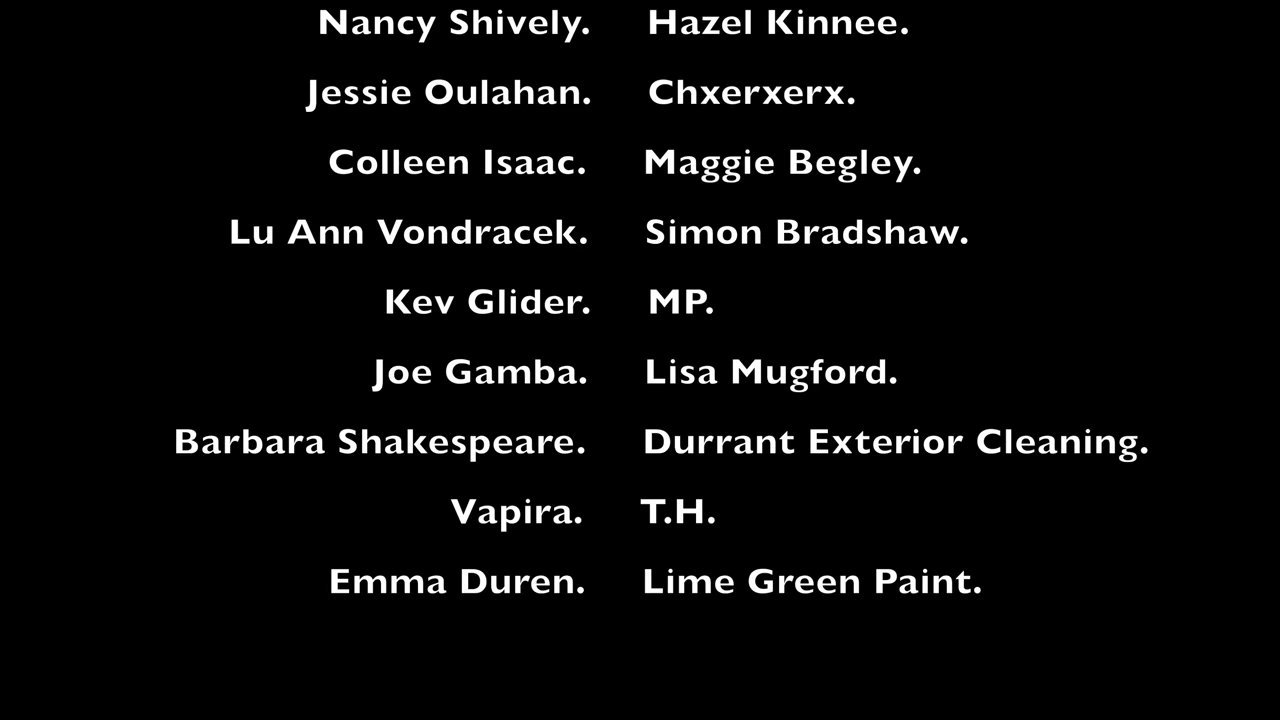 Nancy Shively. Hazel Kinnee.
Jessie Oulahan. Chxerxerx.
Colleen Isaac. Maggie Begley.
Lu Ann Vondracek. Simon Bradshaw.
Kev Glider. MP.
Joe Gamba. Lisa Mugford.
Barbara Shakespeare. Durrant Exterior Cleaning.
Vapira. T.H.
Emma Duren. Lime Green Paint.